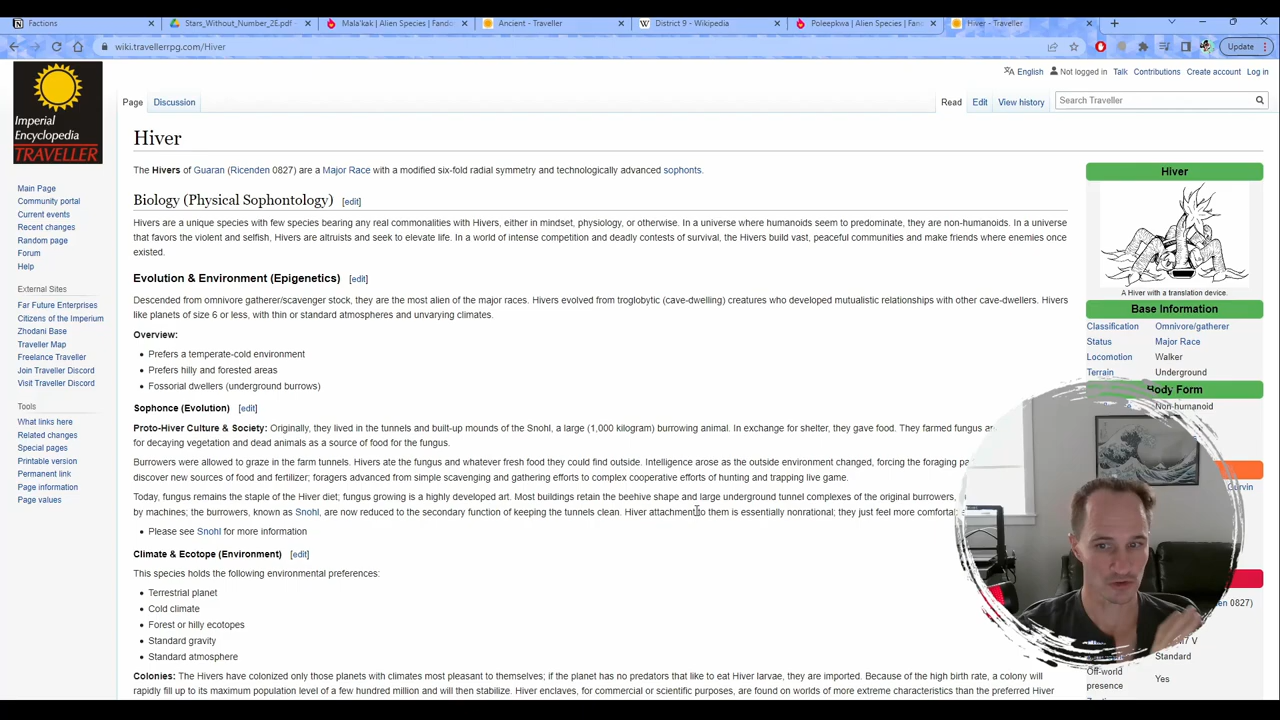 Factions
Stars_Without_Number_2E.pdf -
Mala'kak | Alien Species | Fando
Ancient - Traveller
District 9 - Wikipedia
Poleepkwa | Alien Species | Fand
Hiver - Traveller
wiki.travellerrpg.com/Hiver
Update
English Not logged in Talk Contributions Create account Log in
Imperial
Encyclopedia
TRAVELLER
Page Discussion
Read Edit View history
Search Traveller
Main Page
Community portal
Current events
Recent changes
Random page
Forum
Help
External Sites
Far Future Enterprises
Citizens of the Imperium
Zhodani Base
Traveller Map
Freelance Traveller
Join Traveller Discord
Visit Traveller Discord
Tools
What links here
Related changes
Special pages
Printable version
Permanent link
Page information
Page values
Hiver
The Hivers of Guaran (Ricenden 0827) are a Major Race with a modified six-fold radial symmetry and technologically advanced sophonts.
Biology (Physical Sophontology) [edit]
Hivers are a unique species with few species bearing any real commonalities with Hivers, either in mindset, physiology, or otherwise. In a universe where humanoids seem to predominate, they are non-humanoids. In a universe
that favors the violent and selfish, Hivers are altruists and seek to elevate life. In a world of intense competition and deadly contests of survival, the Hivers build vast, peaceful communities and make friends where enemies once
existed.
Evolution & Environment (Epigenetics) [edit]
Descended from omnivore gatherer/scavenger stock, they are the most alien of the major races. Hivers evolved from troglobytic (cave-dwelling) creatures who developed mutualistic relationships with other cave-dwellers. Hivers
like planets of size 6 or less, with thin or standard atmospheres and unvarying climates.
Overview:
Prefers a temperate-cold environment
Prefers hilly and forested areas
Fossorial dwellers (underground burrows)
Sophonce (Evolution) [edit]
Proto-Hiver Culture & Society: Originally, they lived in the tunnels and built-up mounds of the Snohl, a large (1,000 kilogram) burrowing animal. In exchange for shelter, they gave food. They farmed fungus
for decaying vegetation and dead animals as a source of food for the fungus.
Burrowers were allowed to graze in the farm tunnels. Hivers ate the fungus and whatever fresh food they could find outside. Intelligence arose as the outside environment changed, forcing the foraging
discover new sources of food and fertilizer; foragers advanced from simple scavenging and gathering efforts to complex cooperative efforts of hunting and trapping live game.
Today, fungus remains the staple of the Hiver diet; fungus growing is a highly developed art. Most buildings retain the beehive shape and large underground tunnel complexes of the original burrowers,
by machines; the burrowers, known as Snohl, are now reduced to the secondary function of keeping the tunnels clean. Hiver attachment to them is essentially nonrational; they just feel more
Please see Snohl for more information
Climate & Ecotope (Environment) [edit]
This species holds the following environmental preferences:
Terrestrial planet
Cold climate
Forest or hilly ecotopes
Standard gravity
Standard atmosphere
Colonies: The Hivers have colonized only those planets with climates most pleasant to themselves; if the planet has no predators that like to eat Hiver larvae, they are imported. Because of the high birth rate, a colony will
rapidly fill up to its maximum population level of a few hundred million and will then stabilize. Hiver enclaves, for commercial or scientific purposes, are found on worlds of more extreme characteristics than the preferred Hiver
Hiver
A Hiver with a translation device.
Base Information
Classification Omnivore/gatherer
Status Major Race
Locomotion Walker
Terrain Underground
Body Form
Non-humanoid
0827)
Standard
Off-world
presence
Yes